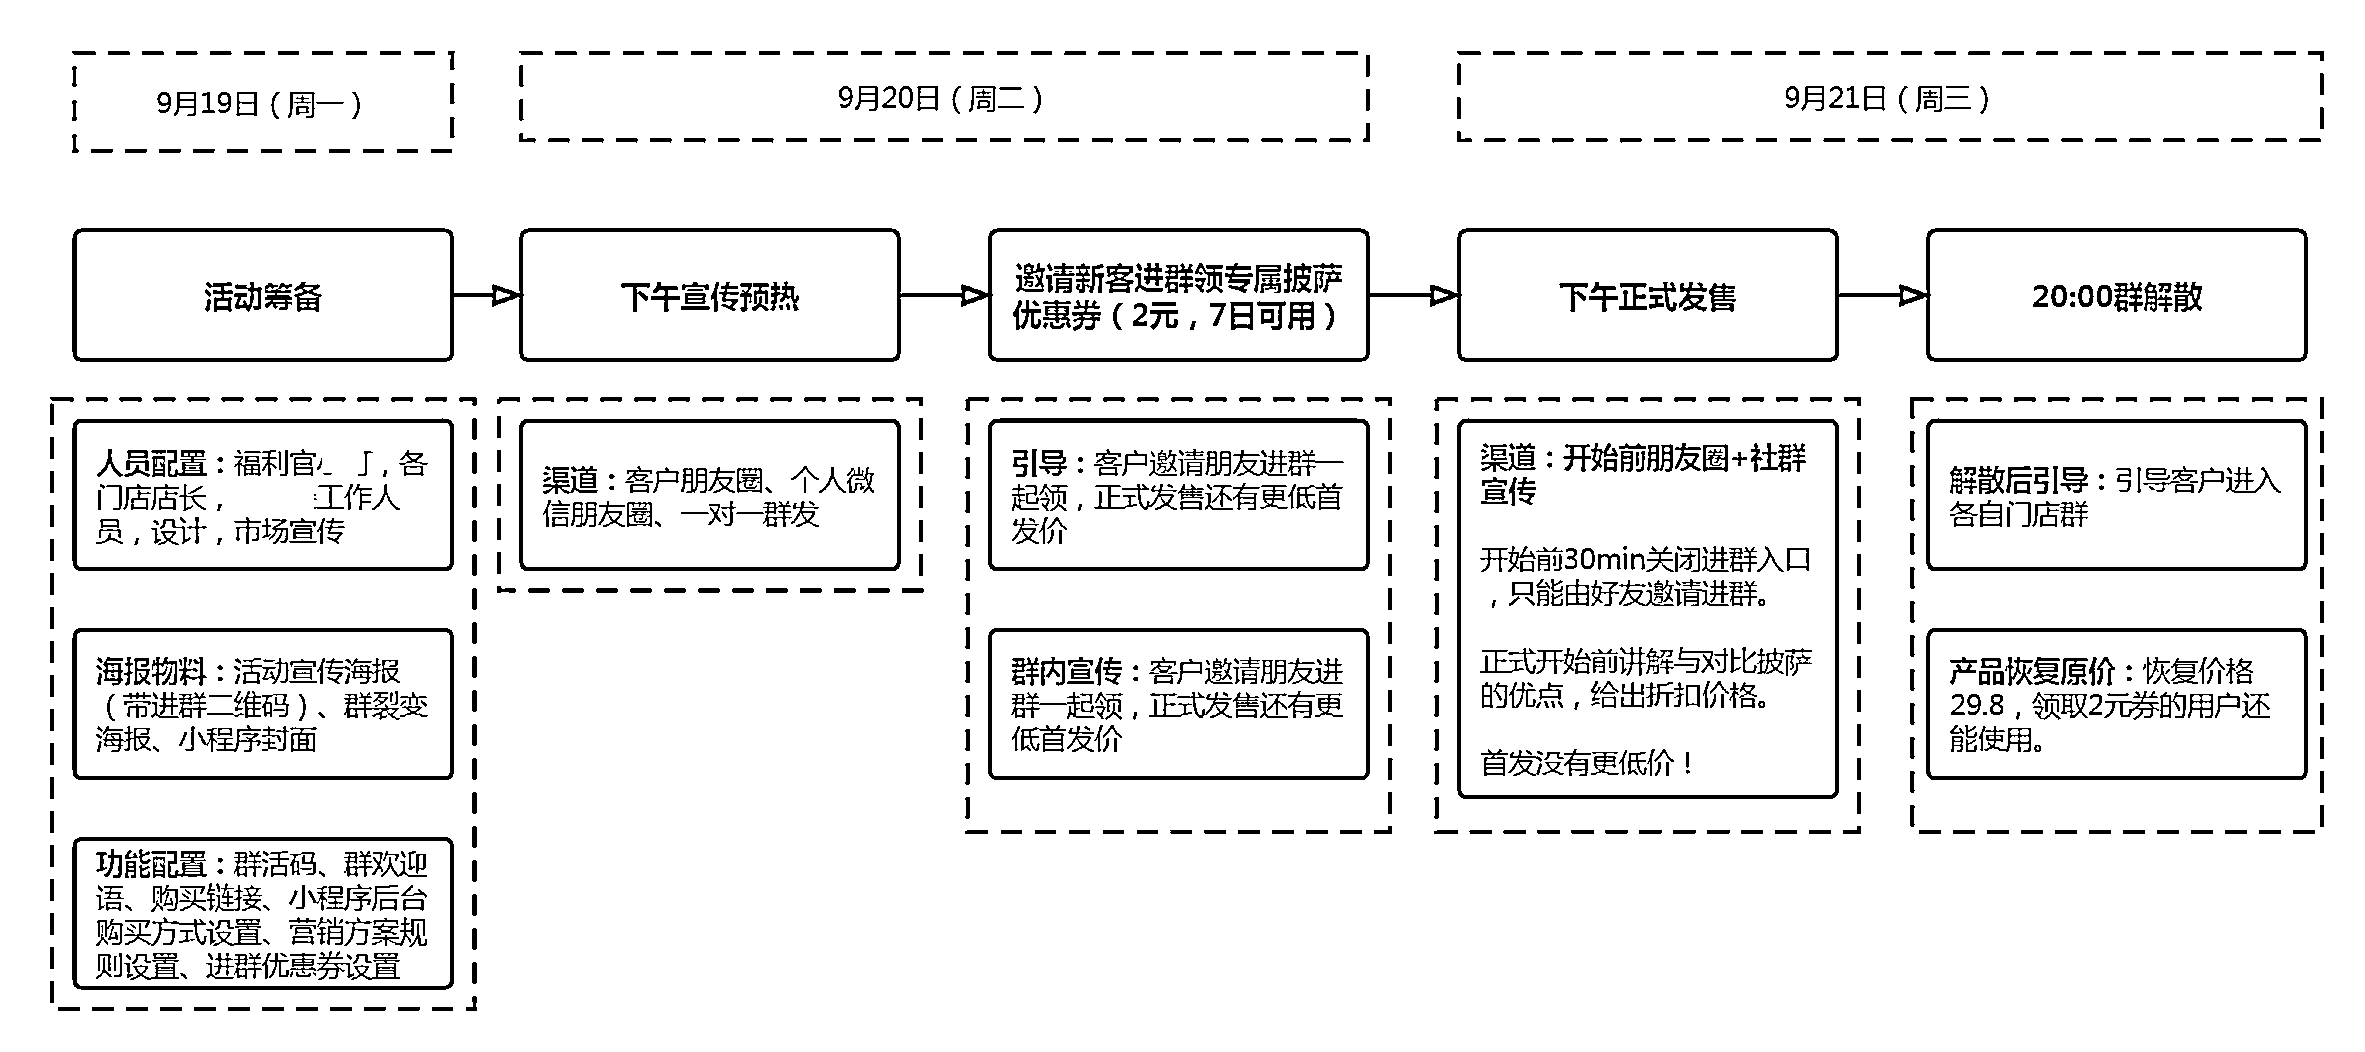 9月19日（周一）
9月20日（周二）
9月21日（周三）
活动筹备
下午宣传预热
邀请新客进群领专属披萨
优惠券（2元，7日可用）
下午正式发售
20:00群解散
人员配置：福利官，各
门店店长，工作人
员，设计，市场宣传
海报物料：活动宣传海报
（带进群二维码）、群裂变
海报、小程序封面
功能配置：群活码、群欢迎
语、购买链接、小程序后台
购买方式设置、营销方案规
则设置、进群优惠券设置
渠道：客户朋友圈、个人微
信朋友圈、一对一群发
引导：客户邀请朋友进群一
起领，正式发售还有更低首
发价
群内宣传：客户邀请朋友进
群一起领，正式发售还有更
低首发价
渠道：开始前朋友圈+社群
宣传
开始前30min关闭进群入口
，只能由好友邀请进群。
正式开始前讲解与对比披萨
的优点，给出折扣价格。
首发没有更低价！
解散后引导：引导客户进入
各自门店群
产品恢复原价：恢复价格
29.8，领取2元券的用户还
能使用。